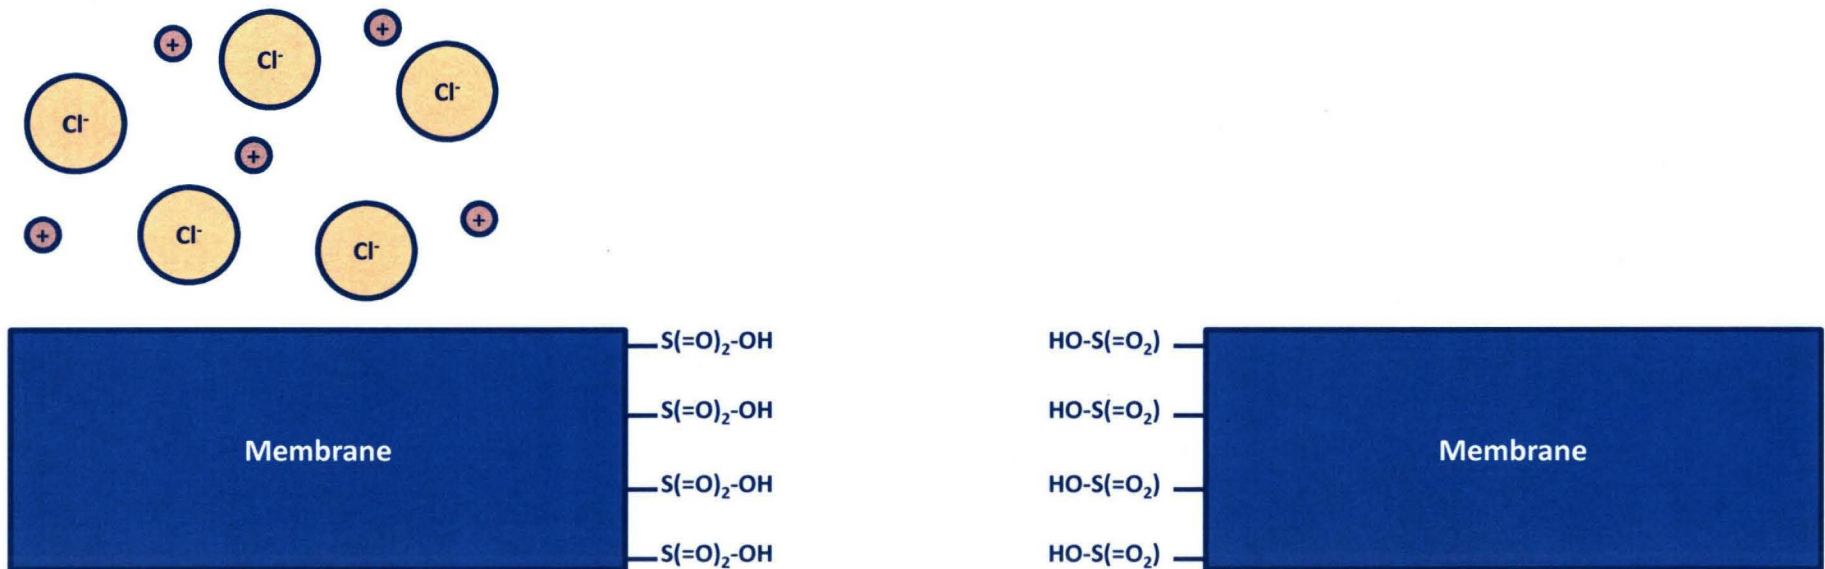 +
Cl⁻
+
Cl⁻
Cl⁻
+
+
Cl⁻
Cl⁻
+
S(=O)₂-OH
HO-S(=O₂)
S(=O)₂-OH
HO-S(=O₂)
Membrane
Membrane
S(=O)₂-OH
HO-S(=O₂)
S(=O)₂-OH
HO-S(=O₂)